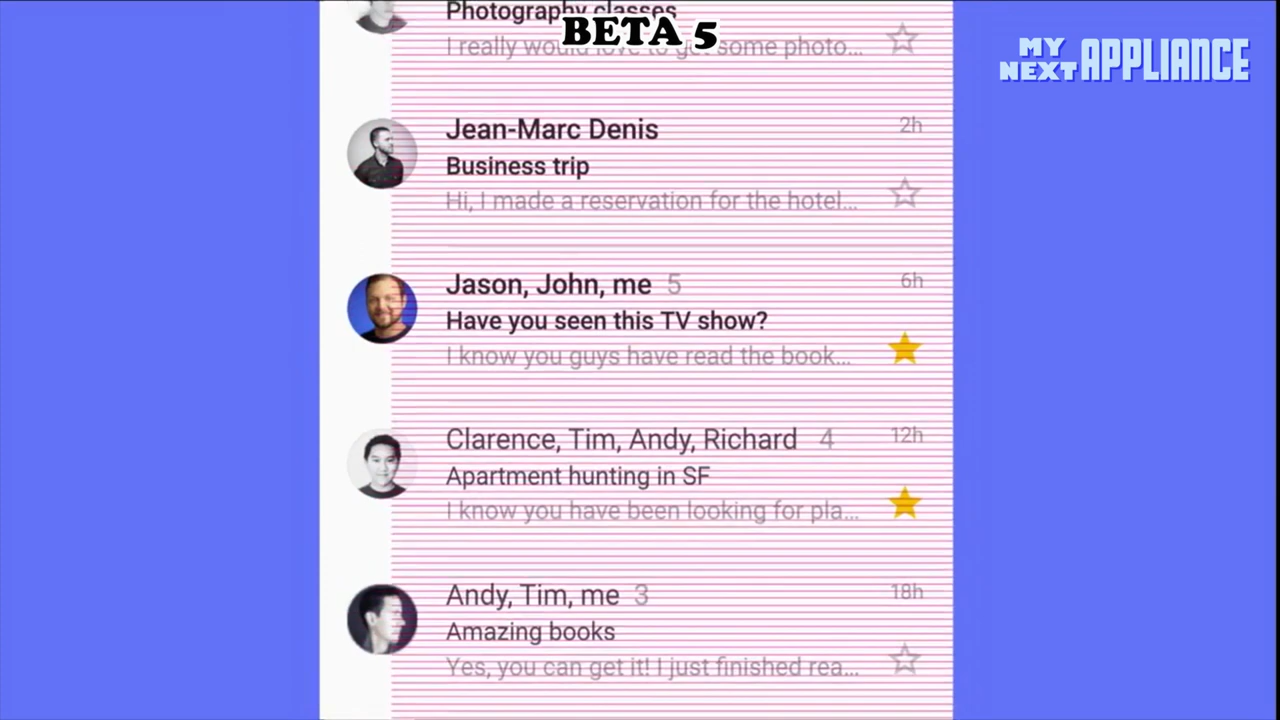 Photography classes
BETA 5
I really would love to get some photo...
MY NEXT APPLIANCE
Jean-Marc Denis 2h
Business trip
Hi, I made a reservation for the hotel...
Jason, John, me 5 6h
Have you seen this TV show?
I know you guys have read the book...
Clarence, Tim, Andy, Richard 4 12h
Apartment hunting in SF
I know you have been looking for pla...
Andy, Tim, me 3 18h
Amazing books
Yes, you can get it! I just finished rea...